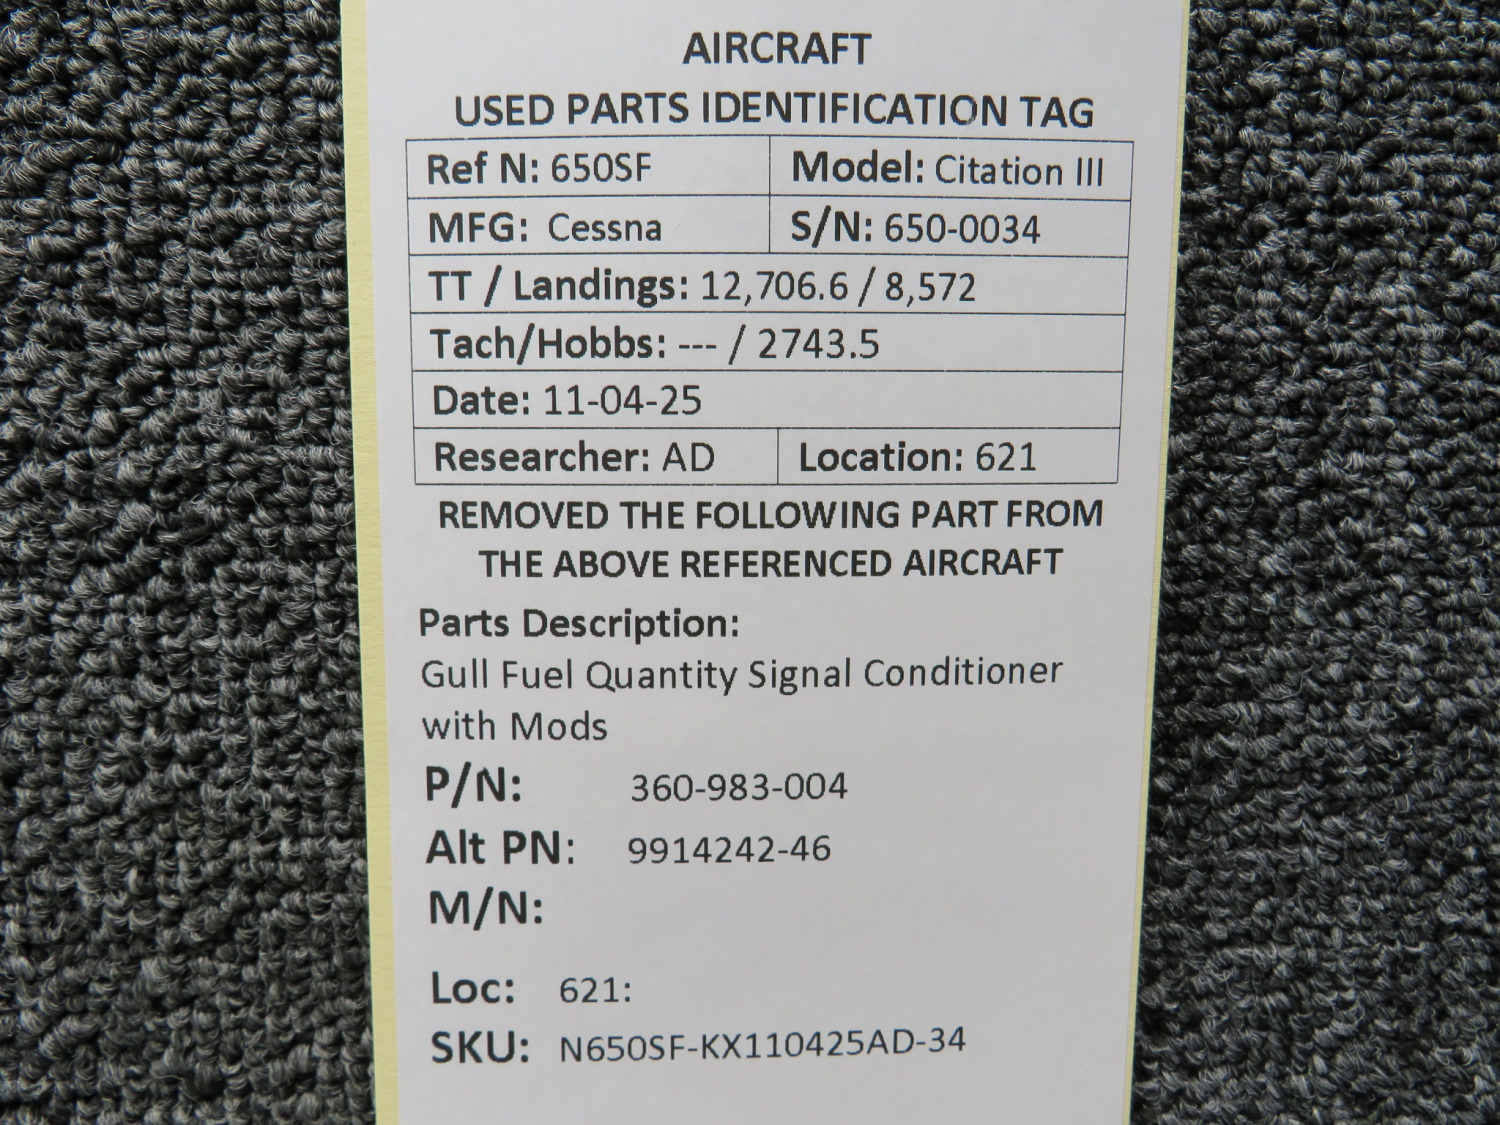 AIRCRAFT
USED PARTS IDENTIFICATION TAG
Ref N: 650SF Model: Citation III
MFG: Cessna S/N: 650-0034
TT / Landings: 12,706.6 / 8,572
Tach/Hobbs: --- / 2743.5
Date: 11-04-25
Researcher: AD Location: 621
REMOVED THE FOLLOWING PART FROM
THE ABOVE REFERENCED AIRCRAFT
Parts Description:
Gull Fuel Quantity Signal Conditioner
with Mods
P/N: 360-983-004
Alt PN: 9914242-46
M/N:
Loc: 621:
SKU: N650SF-KX110425AD-34